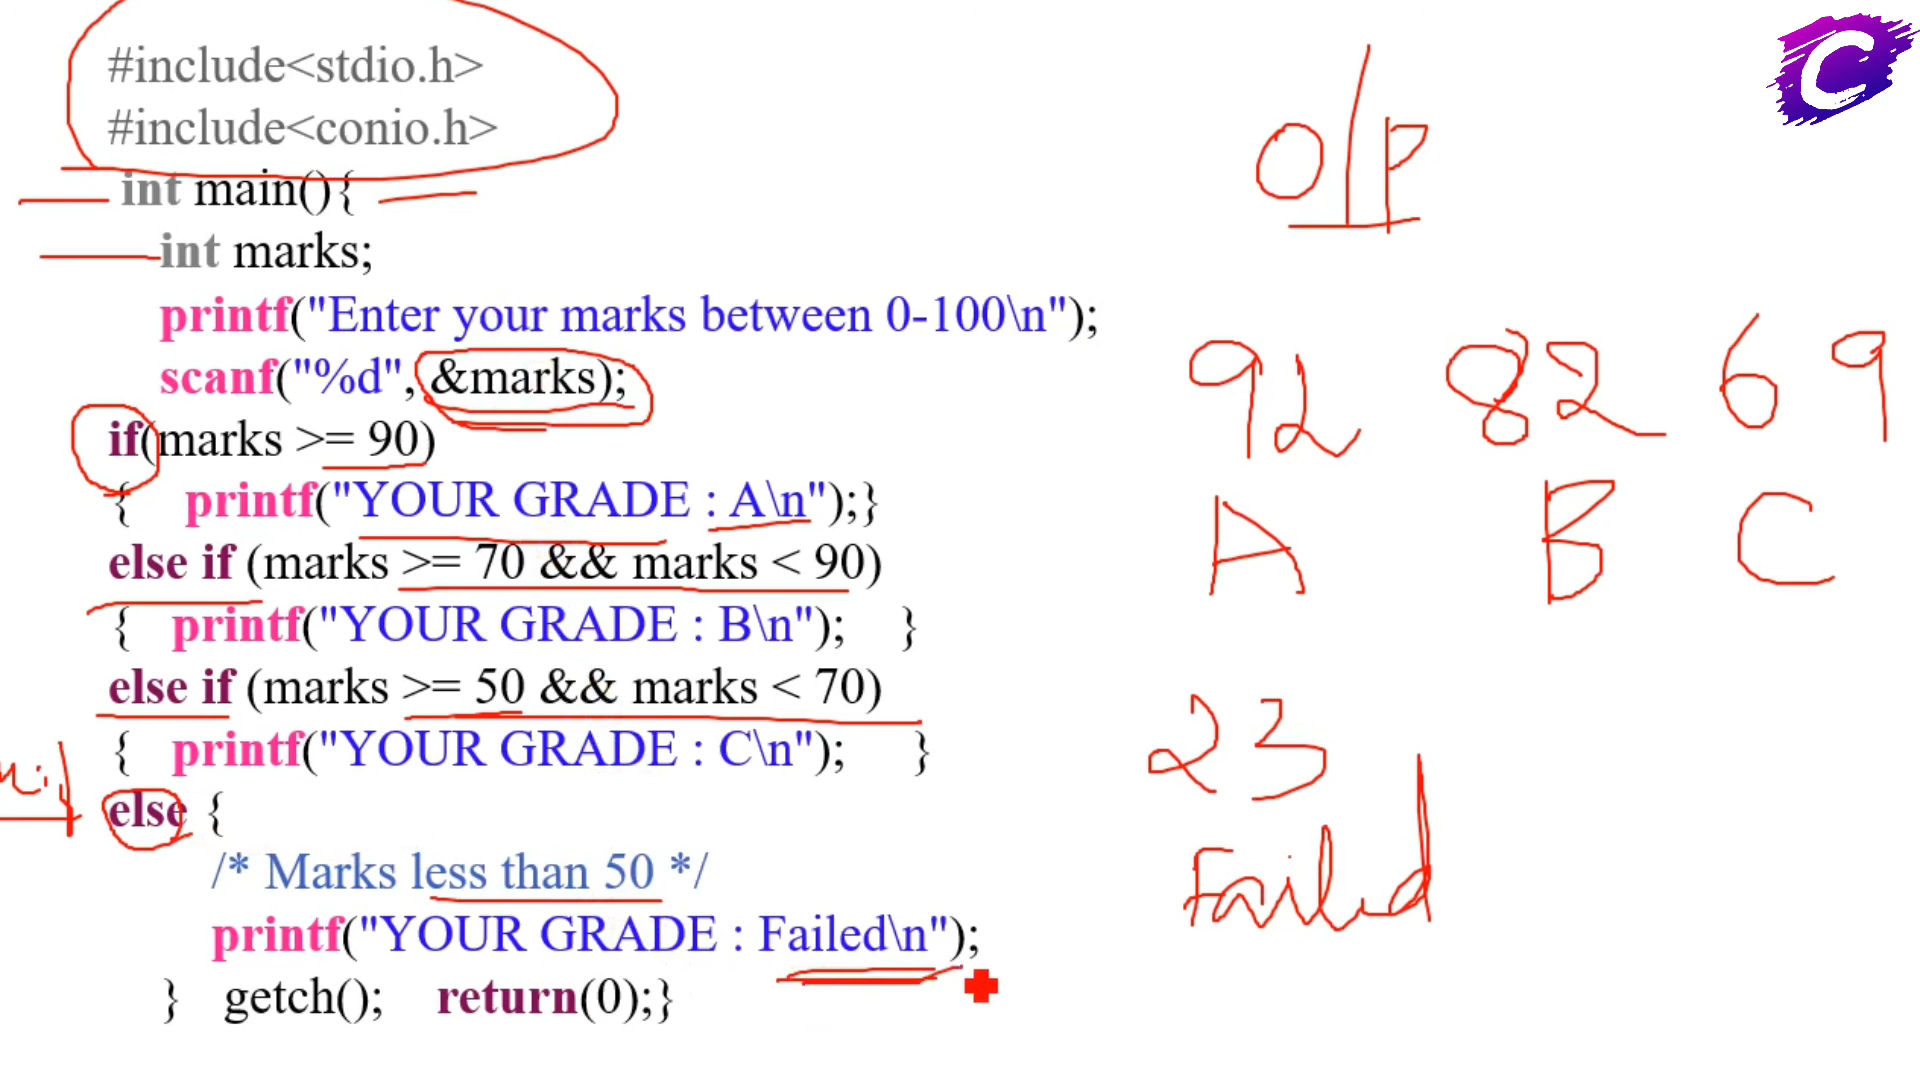 #include<stdio.h>
#include<conio.h>
int main(){
int marks;
printf("Enter your marks between 0-100\n");
scanf("%d", &marks);
if(marks >= 90)
{ printf("YOUR GRADE : A\n");}
else if (marks >= 70 && marks < 90)
{ printf("YOUR GRADE : B\n"); }
else if (marks >= 50 && marks < 70)
{ printf("YOUR GRADE : C\n"); }
else {
/* Marks less than 50 */
printf("YOUR GRADE : Failed\n");
} getch(); return(0);}
O/P
92 82 69
A B C
23
Failed
C